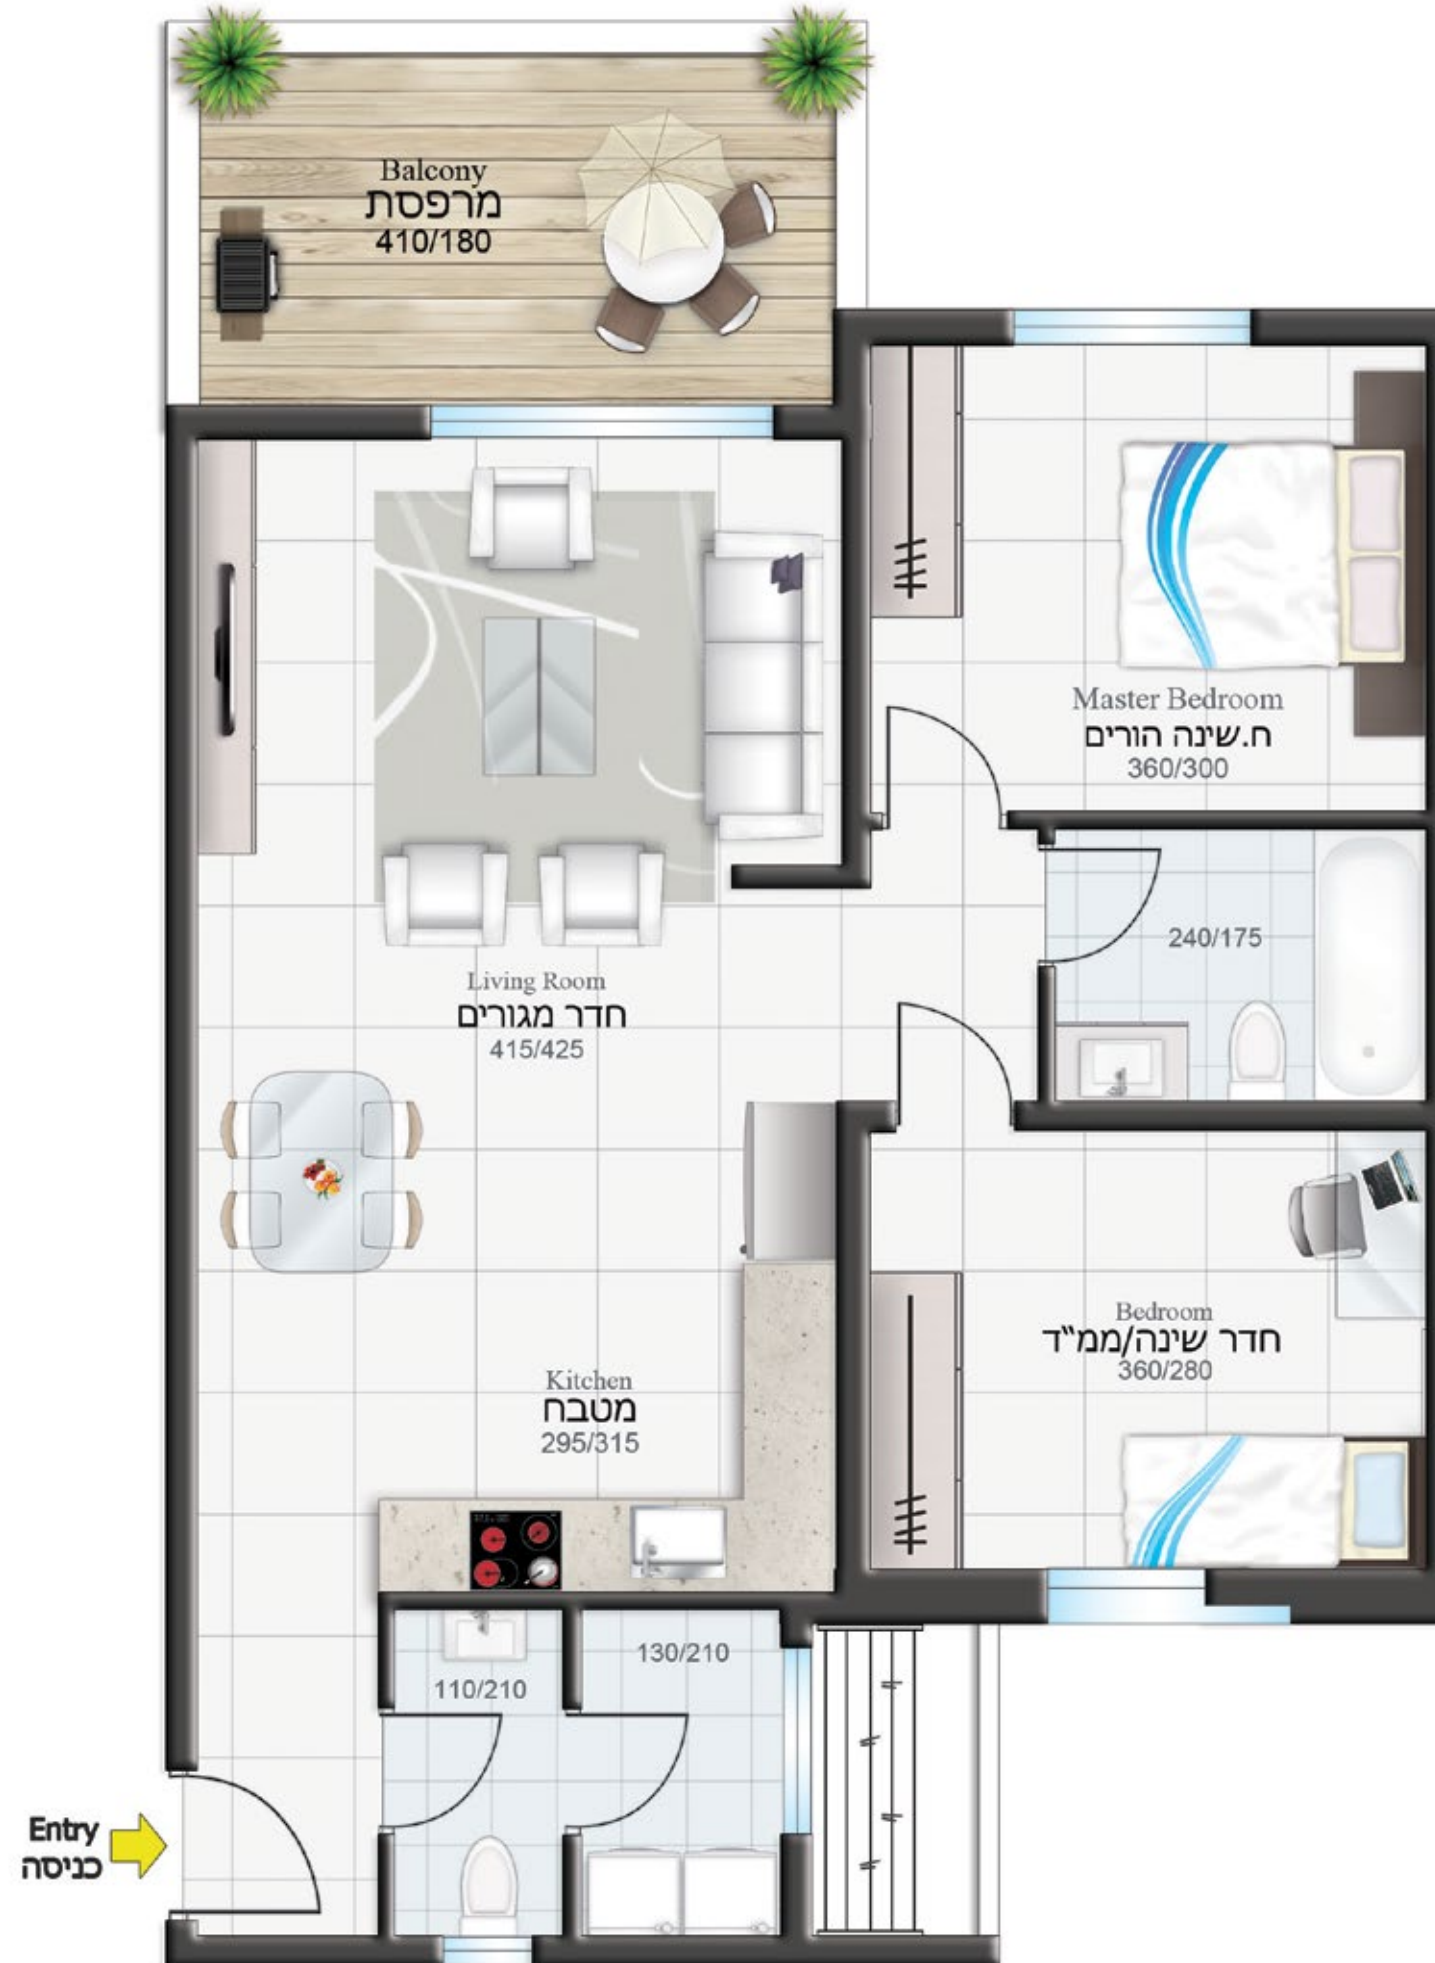 Balcony
מרפסת
410/180
Master Bedroom
ח.שינה הורים
360/300
240/175
Living Room
חדר מגורים
415/425
Bedroom
חדר שינה/ממ"ד
360/280
Kitchen
מטבח
295/315
130/210
110/210
Entry
כניסה